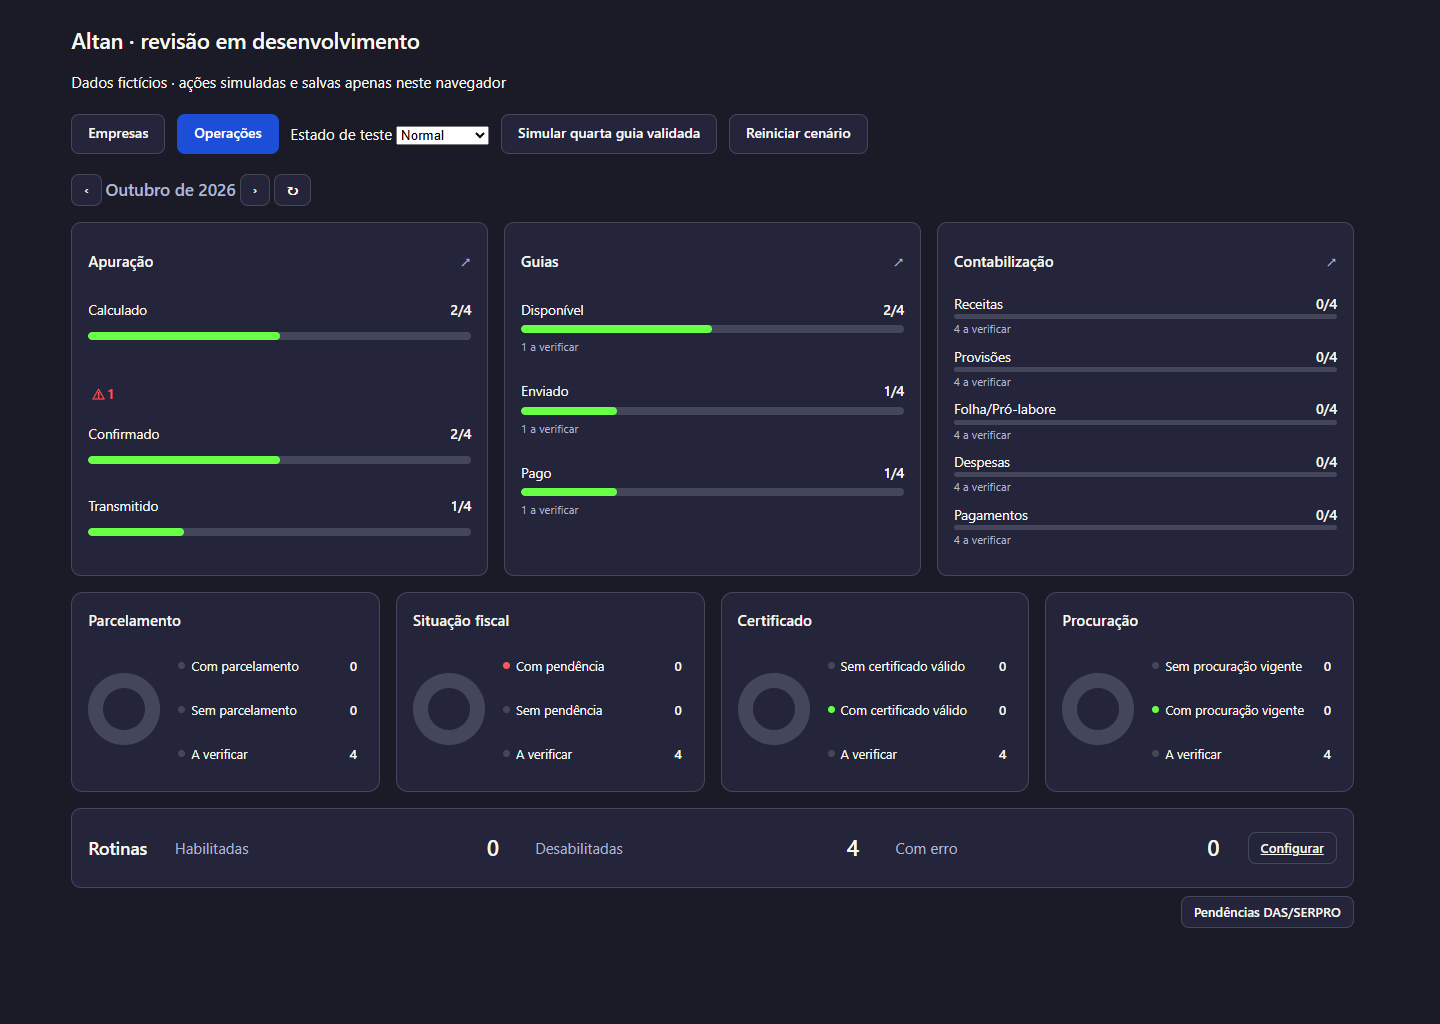 Altan · revisão em desenvolvimento
Dados fictícios · ações simuladas e salvas apenas neste navegador
Empresas Operações Estado de teste Normal Simular quarta guia validada Reiniciar cenário
‹ Outubro de 2026 › ↻
Apuração ↗
Calculado 2/4
⚠ 1
Confirmado 2/4
Transmitido 1/4
Guias ↗
Disponível 2/4
1 a verificar
Enviado 1/4
1 a verificar
Pago 1/4
1 a verificar
Contabilização ↗
Receitas 0/4
4 a verificar
Provisões 0/4
4 a verificar
Folha/Pró-labore 0/4
4 a verificar
Despesas 0/4
4 a verificar
Pagamentos 0/4
4 a verificar
Parcelamento
Com parcelamento 0
Sem parcelamento 0
A verificar 4
Situação fiscal
Com pendência 0
Sem pendência 0
A verificar 4
Certificado
Sem certificado válido 0
Com certificado válido 0
A verificar 4
Procuração
Sem procuração vigente 0
Com procuração vigente 0
A verificar 4
Rotinas Habilitadas 0 Desabilitadas 4 Com erro 0 Configurar
Pendências DAS/SERPRO